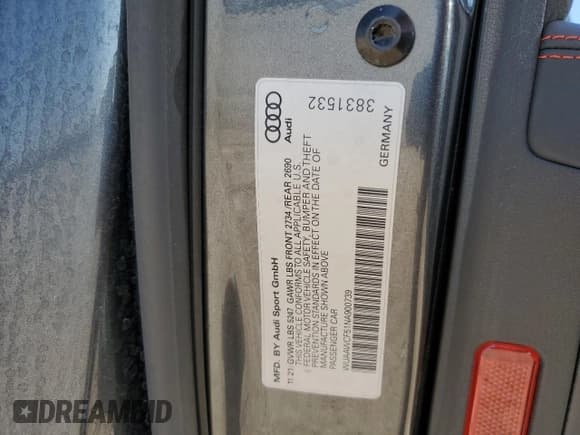 3831532
Audi
GERMANY
MFD. BY Audi Sport GmbH
11 21 GVWR LBS 5247 GAWR LBS FRONT 2734 /REAR 2690
THIS VEHICLE CONFORMS TO ALL APPLICABLE U.S.
FEDERAL MOTOR VEHICLE SAFETY, BUMPER AND THEFT
PREVENTION STANDARDS IN EFFECT ON THE DATE OF
MANUFACTURE SHOWN ABOVE
PASSENGER CAR
WUAAWCF51NA900739
DREAMBID